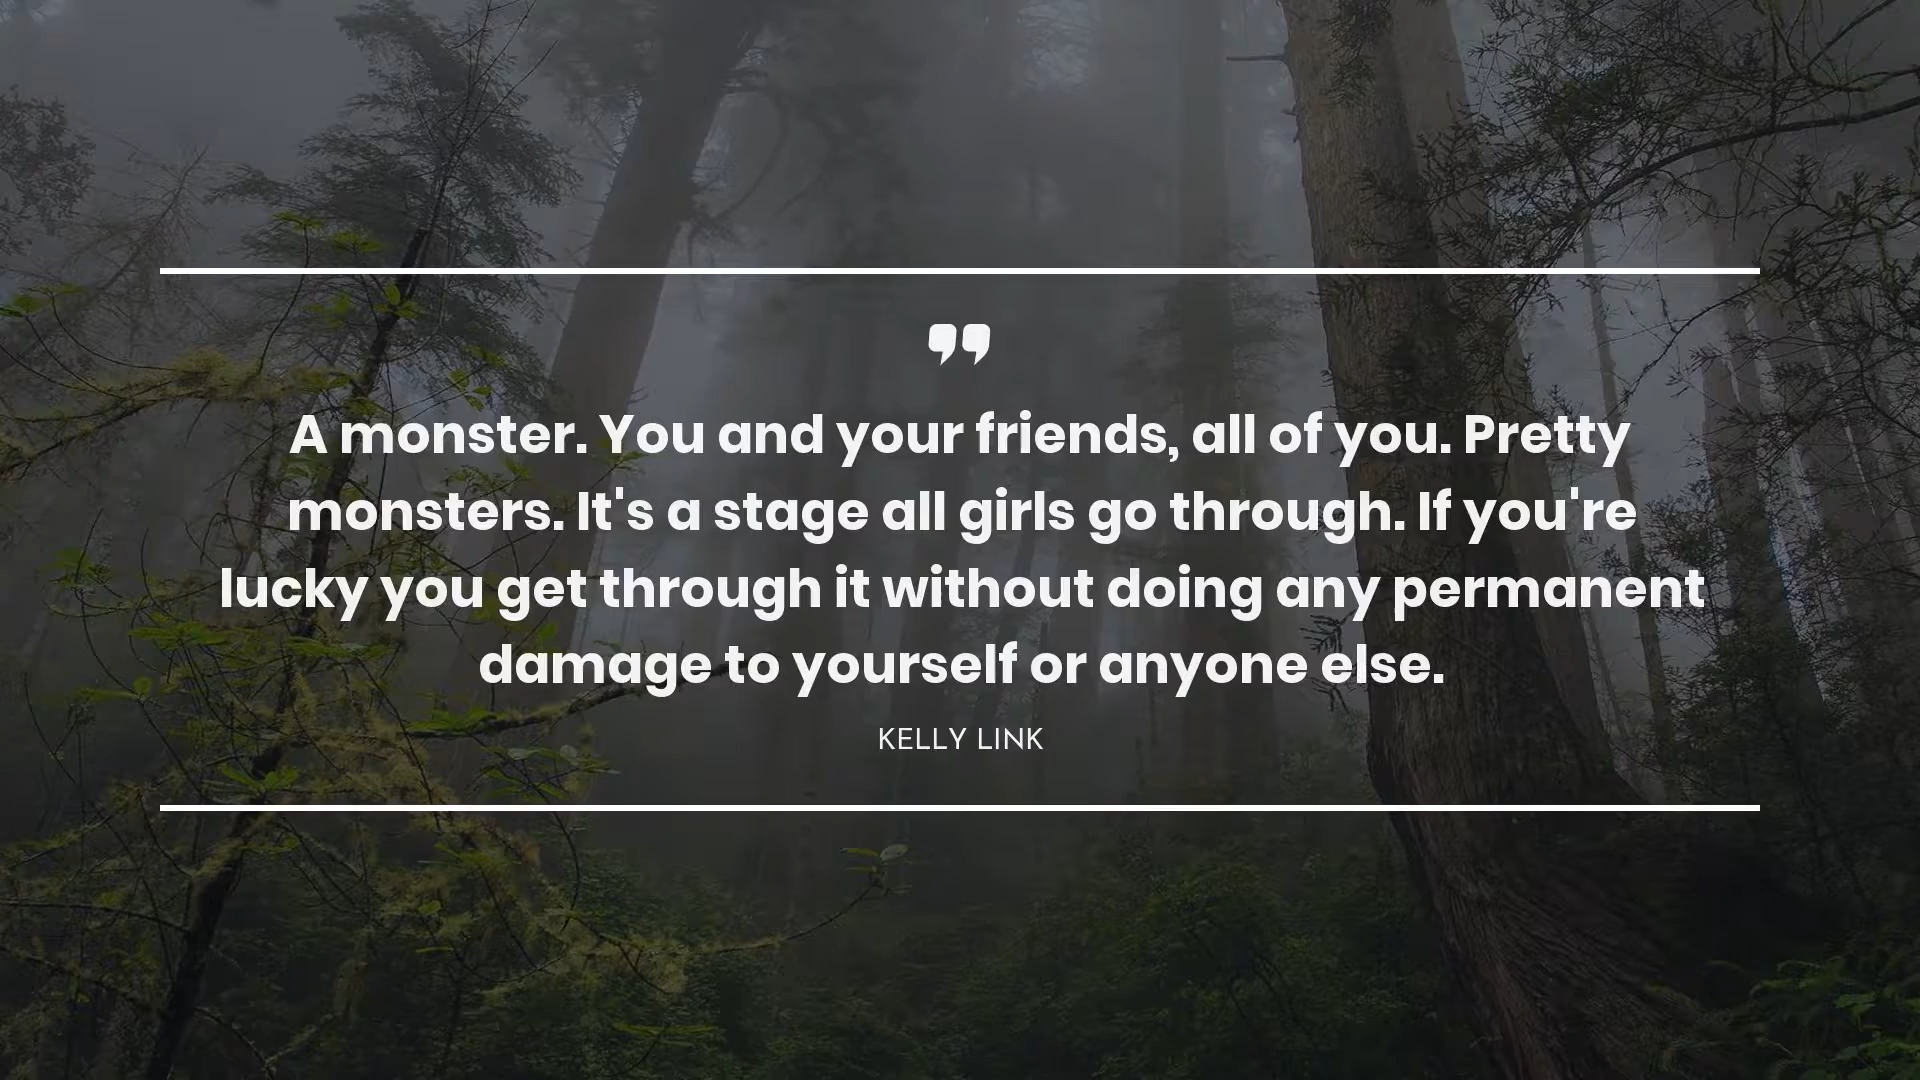 ❞
A monster. You and your friends, all of you. Pretty
monsters. It's a stage all girls go through. If you're
lucky you get through it without doing any permanent
damage to yourself or anyone else.
KELLY LINK